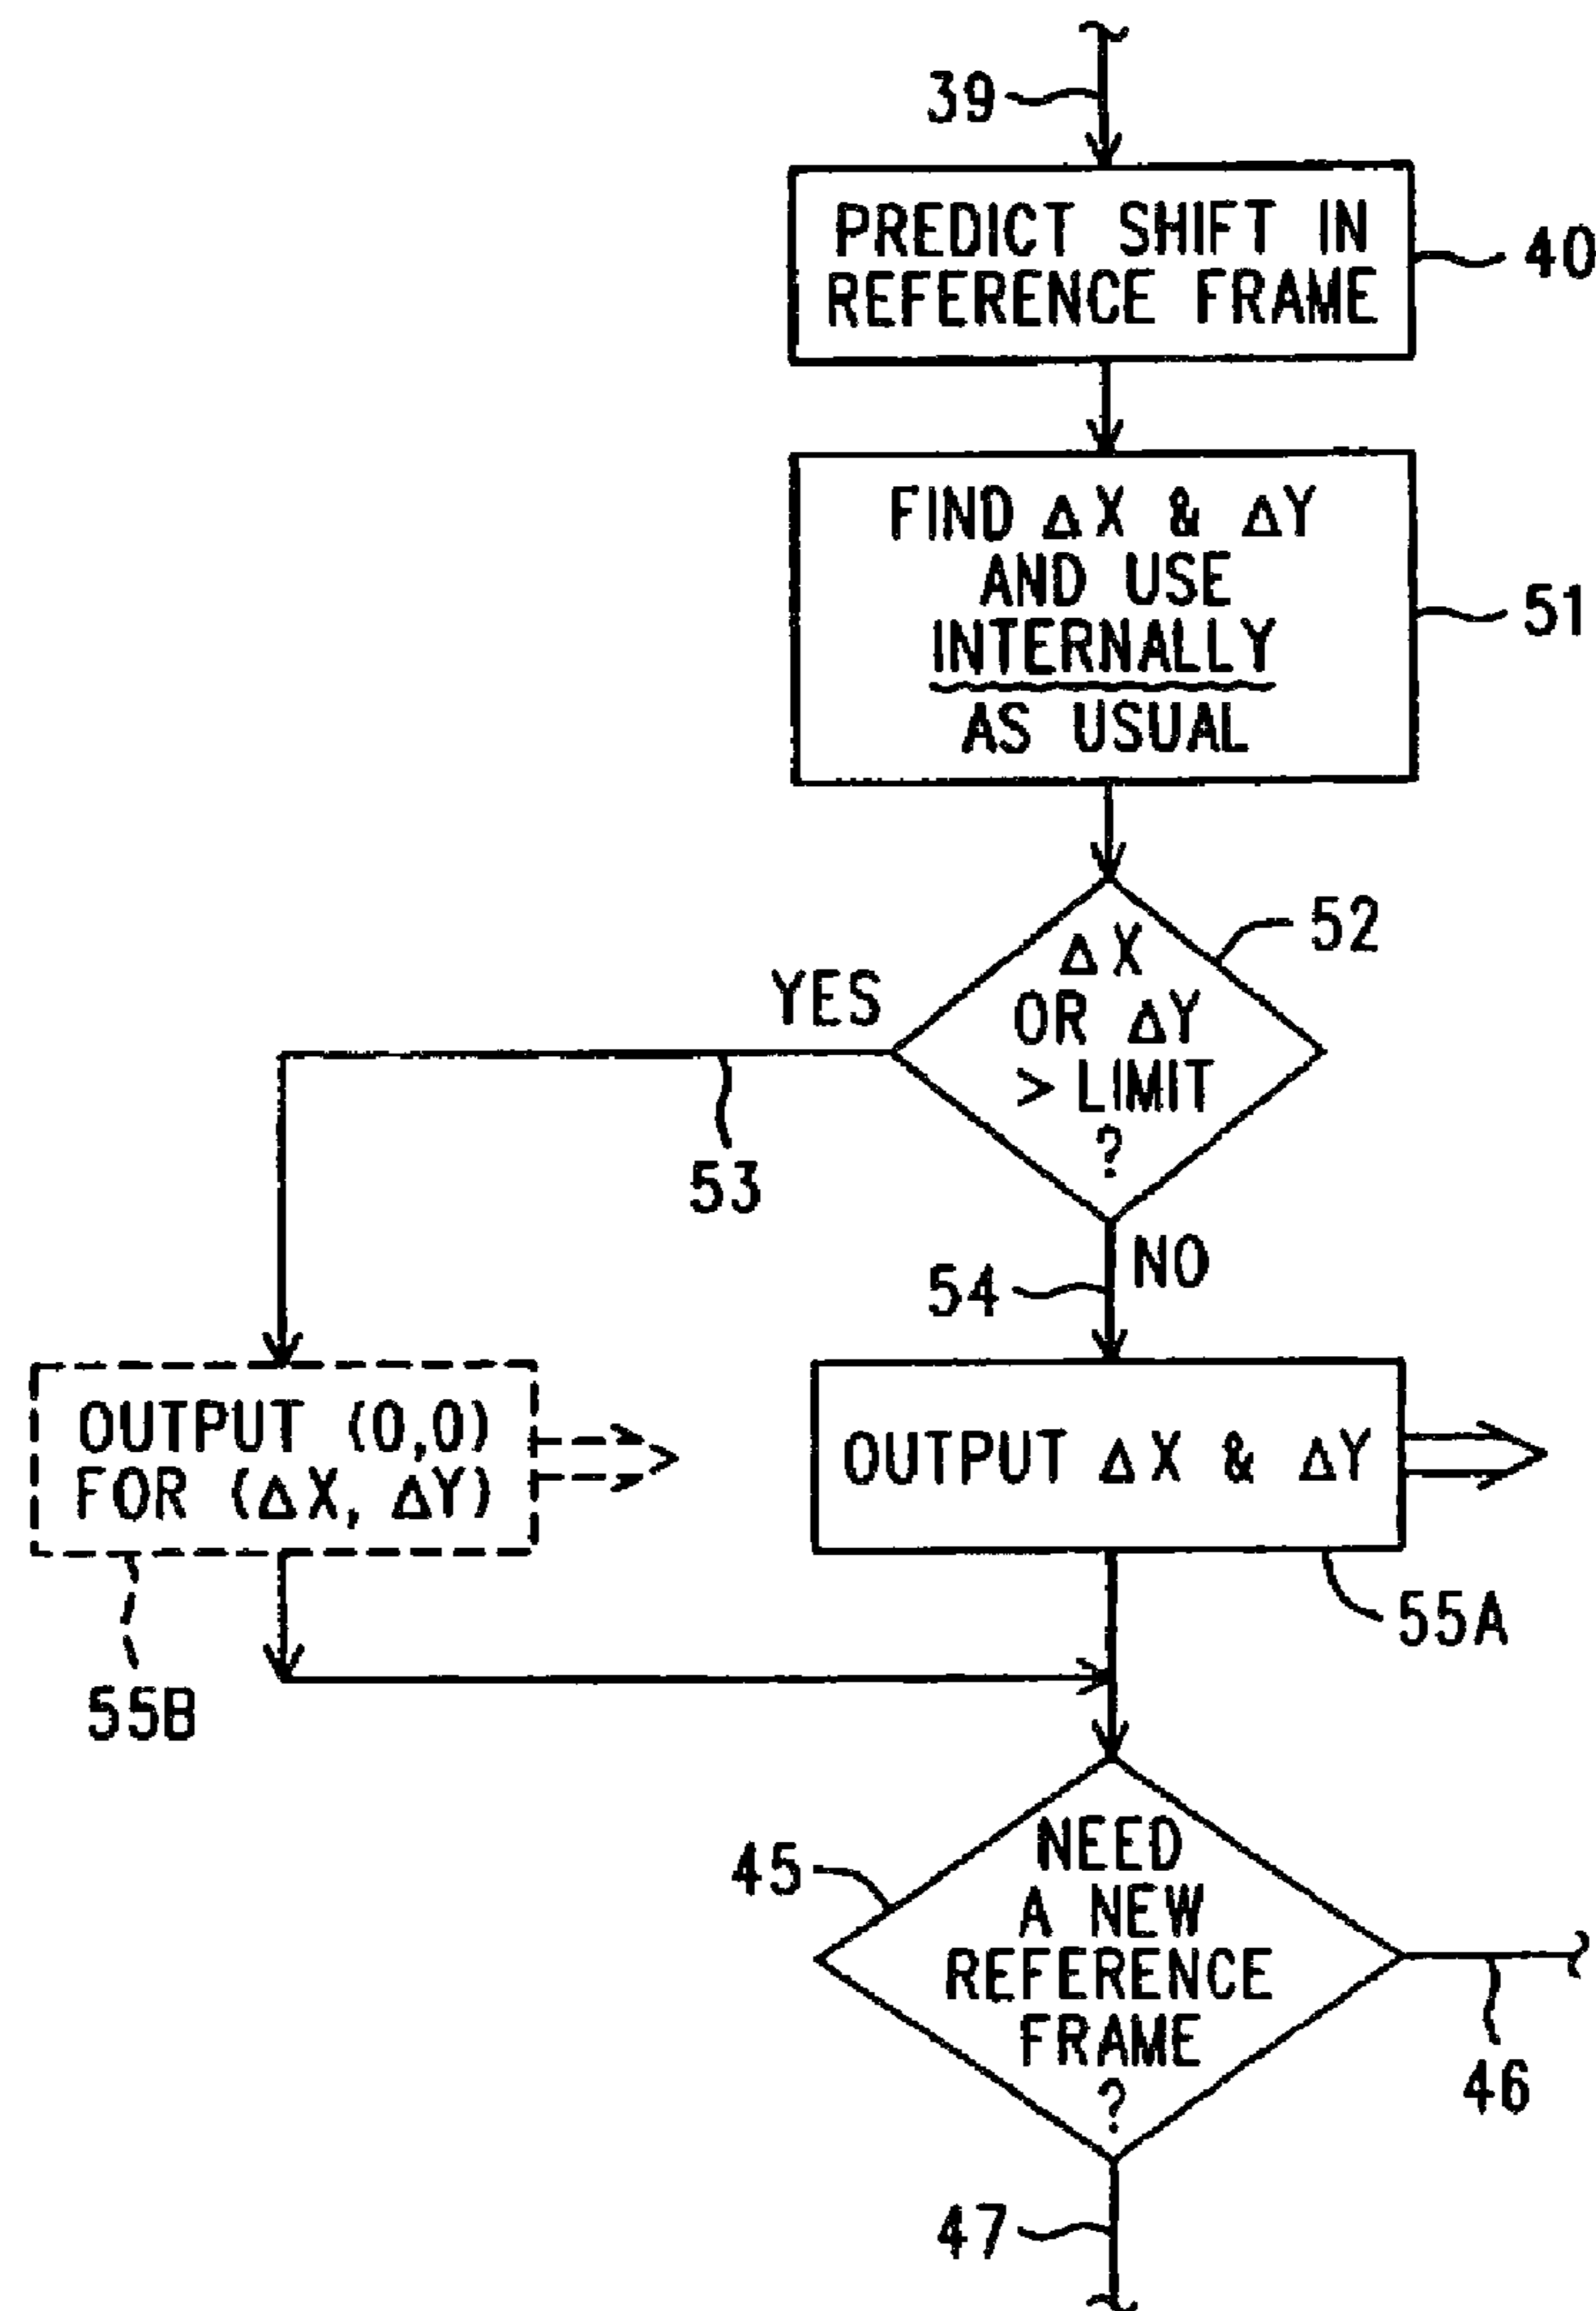 39
PREDICT SHIFT IN
REFERENCE FRAME
40
FIND ΔX & ΔY
AND USE
INTERNALLY
AS USUAL
51
ΔX
OR ΔY
> LIMIT
?
52
YES
53
NO
54
OUTPUT (0,0)
FOR (ΔX, ΔY)
55B
OUTPUT ΔX & ΔY
55A
NEED
A NEW
REFERENCE
FRAME
?
45
46
47